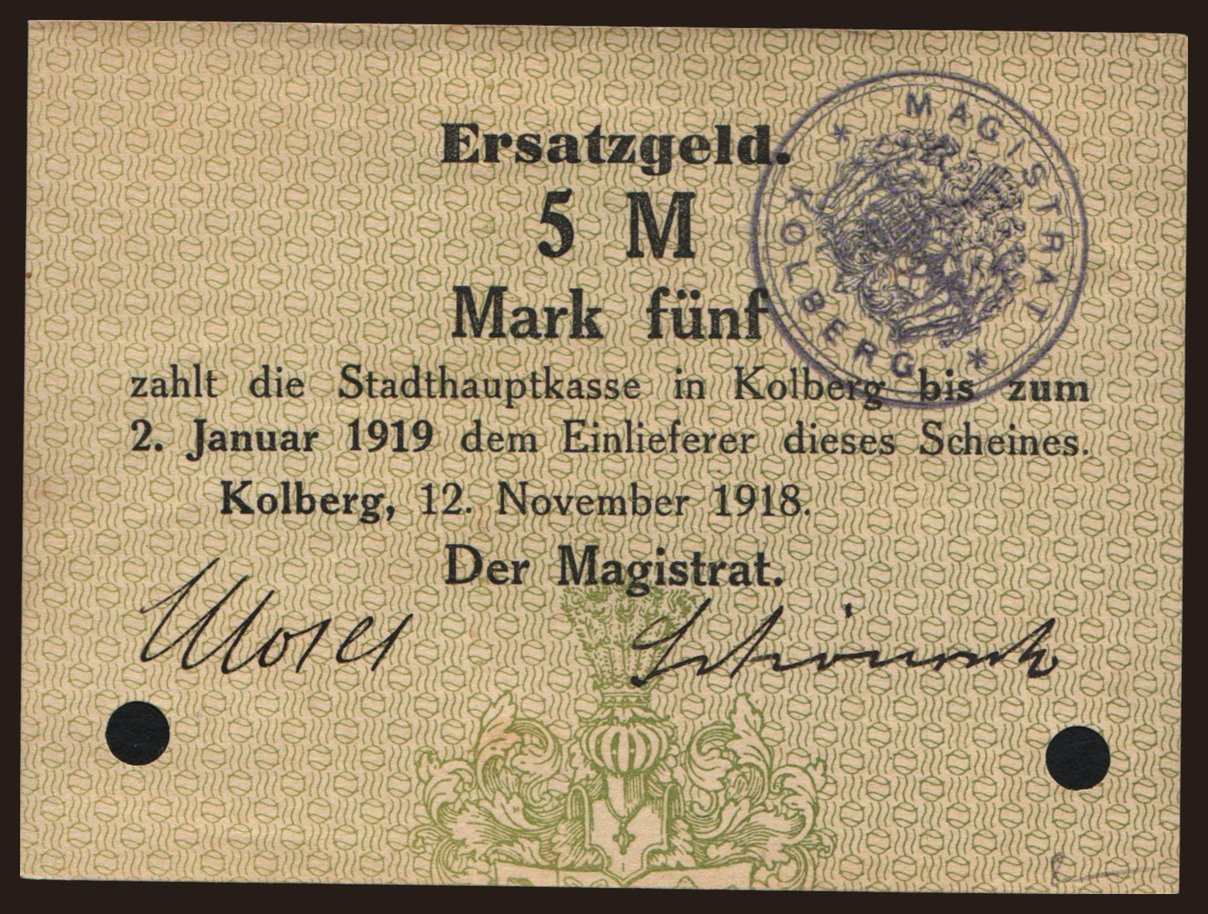 Ersatzgeld.
5 M
Mark fünf
zahlt die Stadthauptkasse in Kolberg bis zum
2. Januar 1919 dem Einlieferer dieses Scheines.
Kolberg, 12. November 1918.
Der Magistrat.
* MAGISTRAT *
KOLBERG